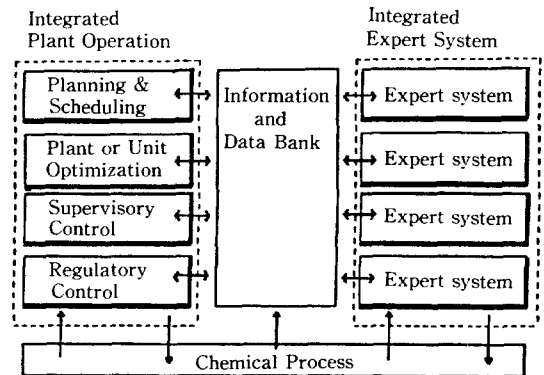 Integrated
Plant Operation
Planning &
Scheduling
Plant or Unit
Optimization
Supervisory
Control
Regulatory
Control
Information
and
Data Bank
Integrated
Expert System
Expert system
Expert system
Expert system
Expert system
Chemical Process